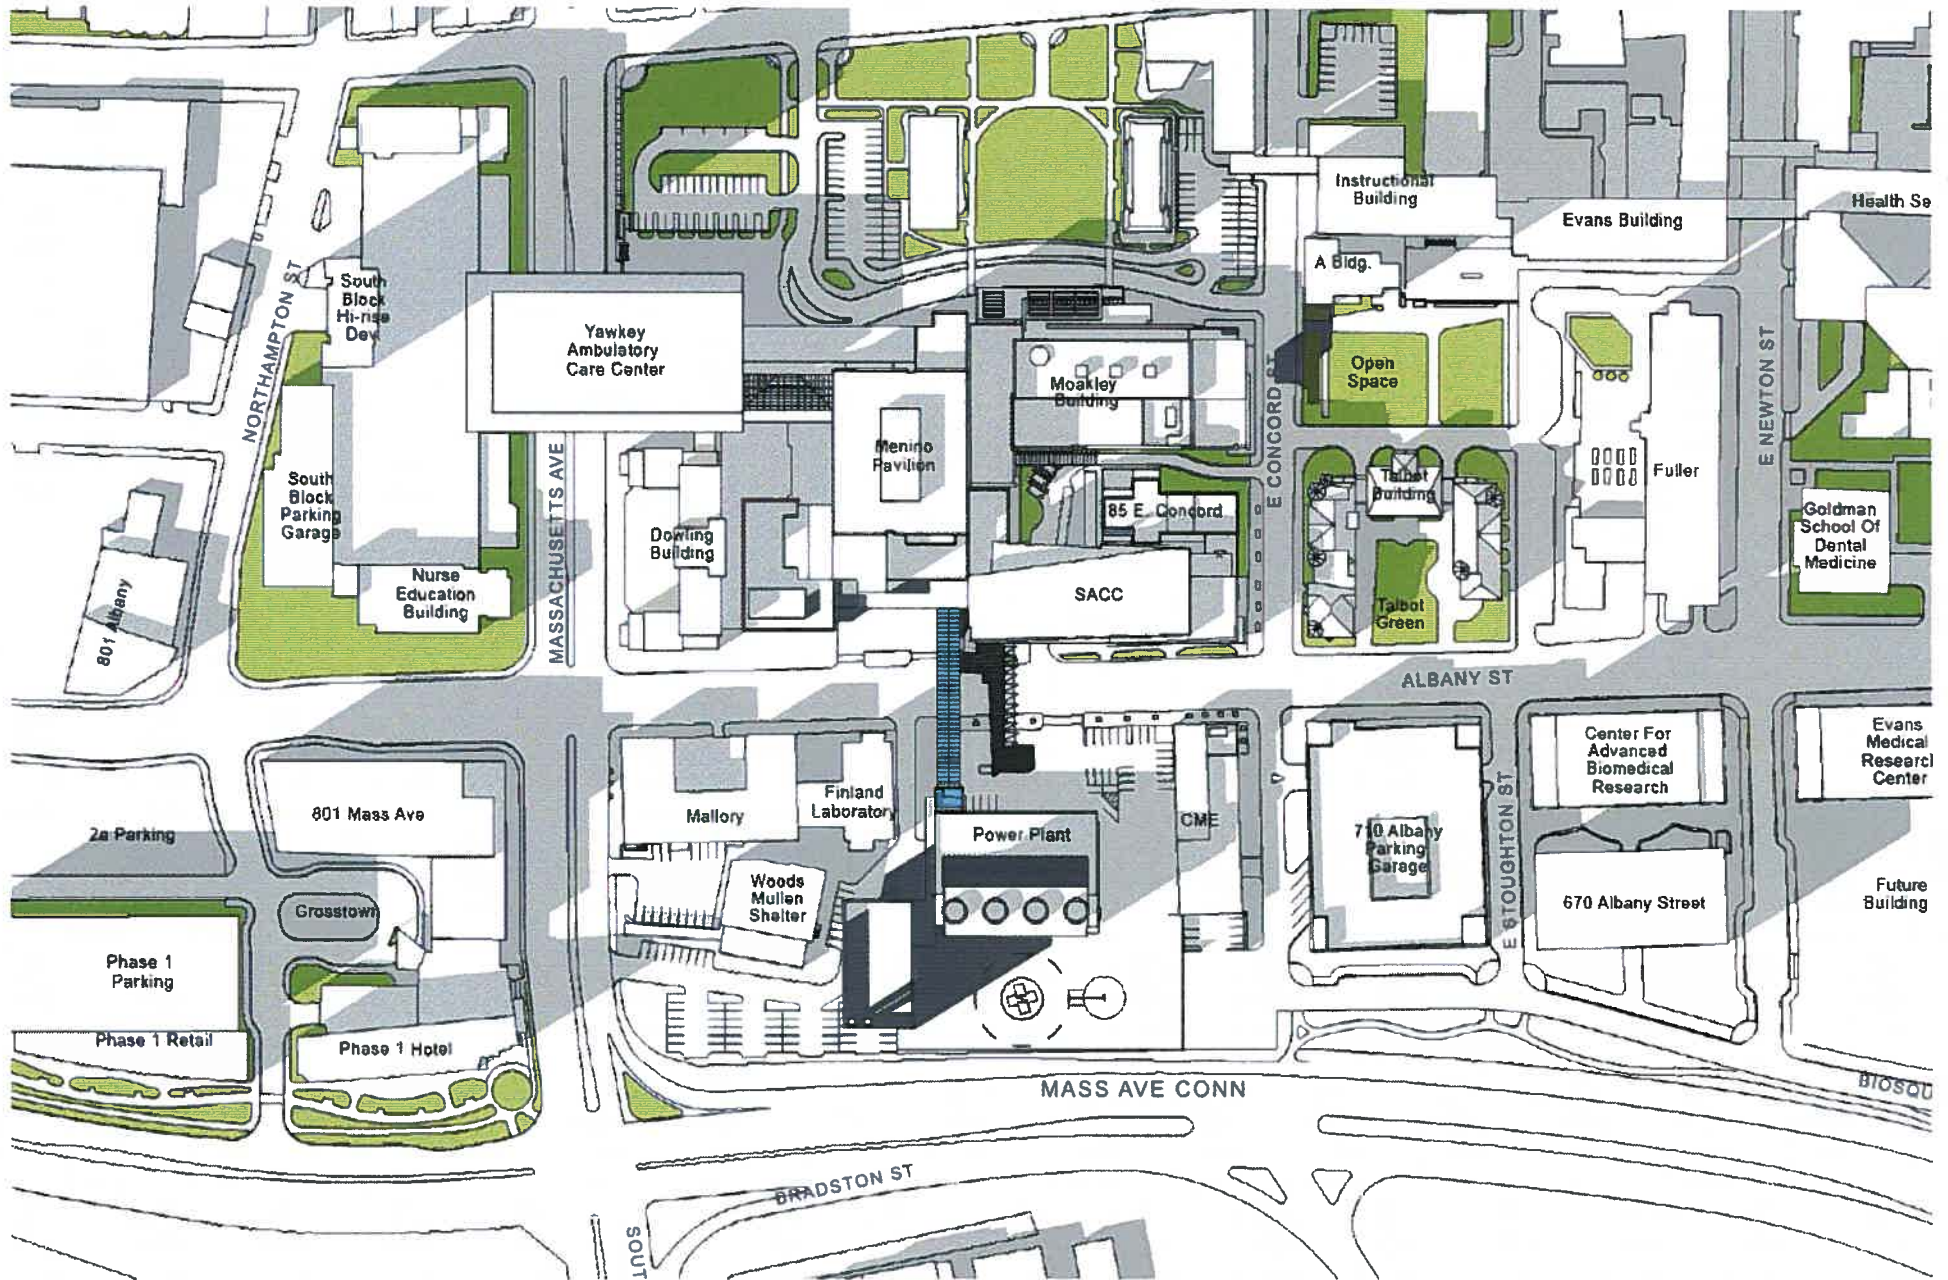 Instructional
Building
Evans Building
Health Se
A Bldg.
NORTHAMPTON ST
South
Block
Hi-rise
Dev.
Yawkey
Ambulatory
Care Center
Moakley
Building
Open
Space
E CONCORD ST
E NEWTON ST
Menino
Pavilion
South
Block
Parking
Garage
MASSACHUSETTS AVE
Dowling
Building
85 E. Concord
Talbot
Building
Fuller
Goldman
School Of
Dental
Medicine
Nurse
Education
Building
SACC
Talbot
Green
801 Albany
ALBANY ST
Center For
Advanced
Biomedical
Research
Evans
Medical
Research
Center
801 Mass Ave
2a Parking
Mallory
Finland
Laboratory
Power Plant
CME
710 Albany
Parking
Garage
E STOUGHTON ST
Woods
Mullen
Shelter
Grosstown
670 Albany Street
Future
Building
Phase 1
Parking
Phase 1 Retail
Phase 1 Hotel
MASS AVE CONN
BIOSQU
BRADSTON ST
SOUT